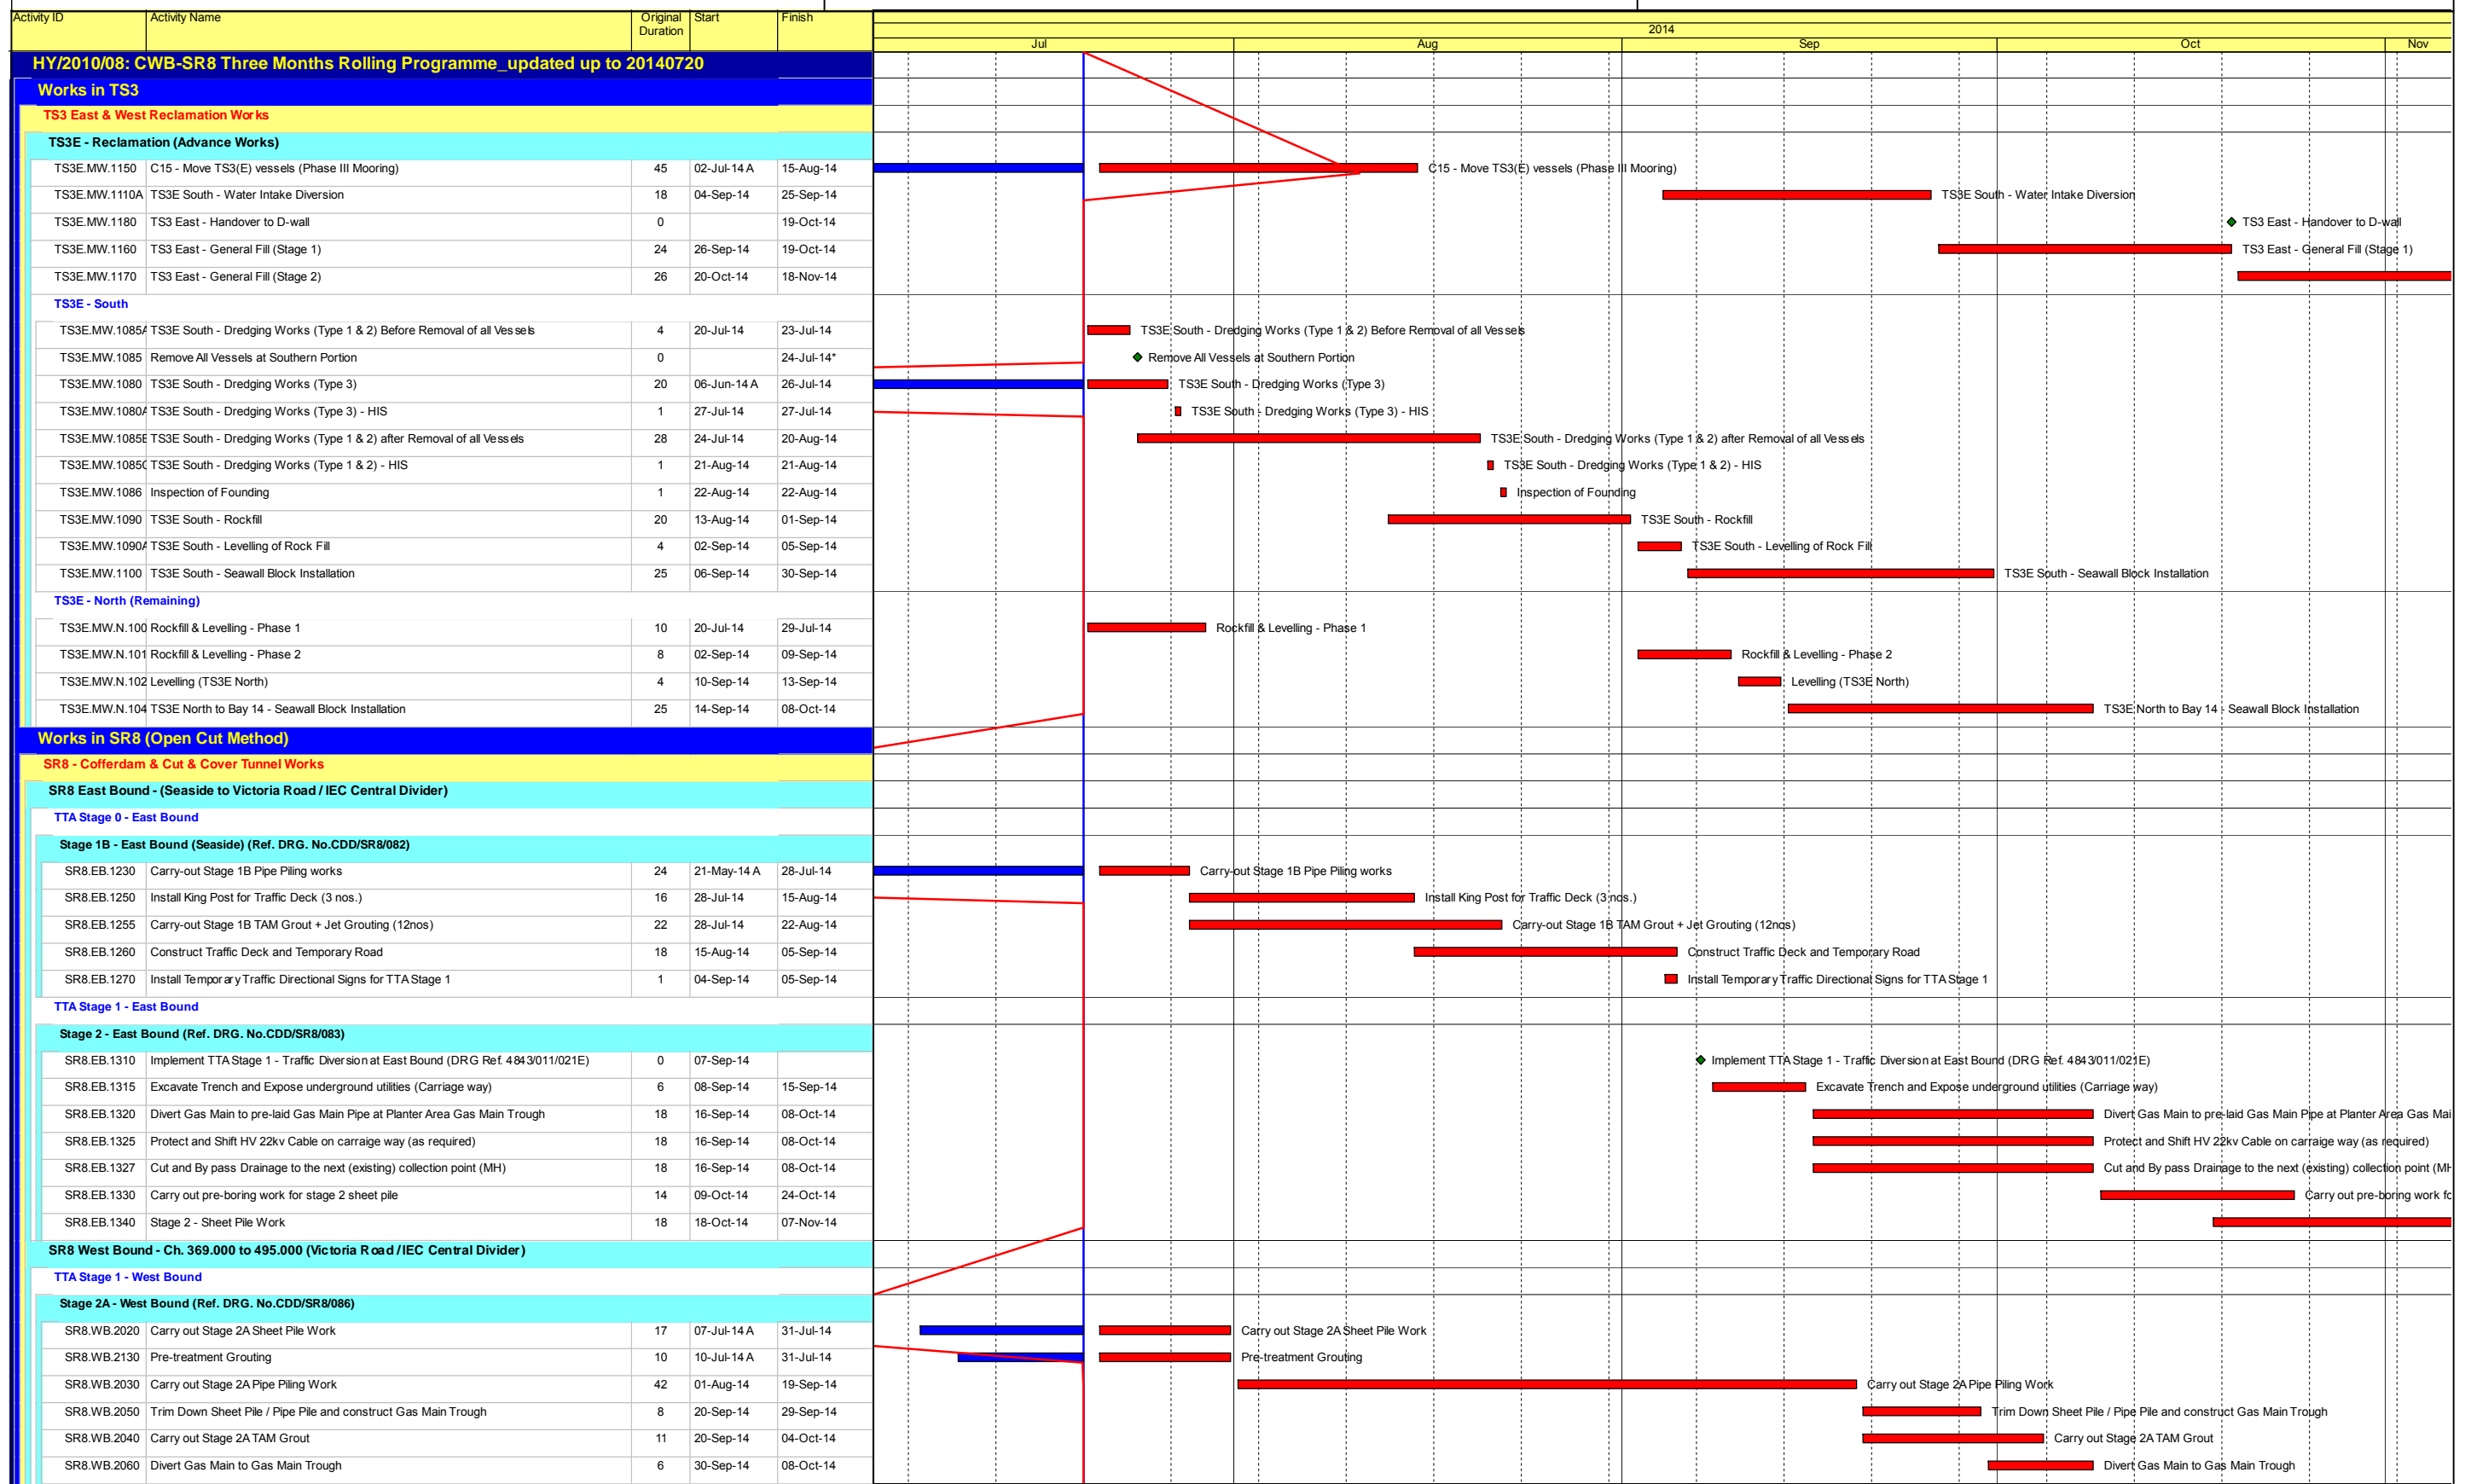 Activity ID Activity Name Original Duration Start Finish
2014
Jul Aug Sep Oct Nov
HY/2010/08: CWB-SR8 Three Months Rolling Programme_updated up to 20140720
Works in TS3
TS3 East & West Reclamation Works
TS3E - Reclamation (Advance Works)
TS3E.MW.1150 C15 - Move TS3(E) vessels (Phase III Mooring) 45 02-Jul-14 A 15-Aug-14 C15 - Move TS3(E) vessels (Phase III Mooring)
TS3E.MW.1110A TS3E South - Water Intake Diversion 18 04-Sep-14 25-Sep-14 TS3E South - Water Intake Diversion
TS3E.MW.1180 TS3 East - Handover to D-wall 0 19-Oct-14 TS3 East - Handover to D-wall
TS3E.MW.1160 TS3 East - General Fill (Stage 1) 24 26-Sep-14 19-Oct-14 TS3 East - General Fill (Stage 1)
TS3E.MW.1170 TS3 East - General Fill (Stage 2) 26 20-Oct-14 18-Nov-14
TS3E - South
TS3E.MW.1085A TS3E South - Dredging Works (Type 1 & 2) Before Removal of all Vessels 4 20-Jul-14 23-Jul-14 TS3E South - Dredging Works (Type 1 & 2) Before Removal of all Vessels
TS3E.MW.1085 Remove All Vessels at Southern Portion 0 24-Jul-14* Remove All Vessels at Southern Portion
TS3E.MW.1080 TS3E South - Dredging Works (Type 3) 20 06-Jun-14 A 26-Jul-14 TS3E South - Dredging Works (Type 3)
TS3E.MW.1080A TS3E South - Dredging Works (Type 3) - HIS 1 27-Jul-14 27-Jul-14 TS3E South - Dredging Works (Type 3) - HIS
TS3E.MW.1085B TS3E South - Dredging Works (Type 1 & 2) after Removal of all Vessels 28 24-Jul-14 20-Aug-14 TS3E South - Dredging Works (Type 1 & 2) after Removal of all Vessels
TS3E.MW.1085C TS3E South - Dredging Works (Type 1 & 2) - HIS 1 21-Aug-14 21-Aug-14 TS3E South - Dredging Works (Type 1 & 2) - HIS
TS3E.MW.1086 Inspection of Founding 1 22-Aug-14 22-Aug-14 Inspection of Founding
TS3E.MW.1090 TS3E South - Rockfill 20 13-Aug-14 01-Sep-14 TS3E South - Rockfill
TS3E.MW.1090A TS3E South - Levelling of Rock Fill 4 02-Sep-14 05-Sep-14 TS3E South - Levelling of Rock Fill
TS3E.MW.1100 TS3E South - Seawall Block Installation 25 06-Sep-14 30-Sep-14 TS3E South - Seawall Block Installation
TS3E - North (Remaining)
TS3E.MW.N.100 Rockfill & Levelling - Phase 1 10 20-Jul-14 29-Jul-14 Rockfill & Levelling - Phase 1
TS3E.MW.N.101 Rockfill & Levelling - Phase 2 8 02-Sep-14 09-Sep-14 Rockfill & Levelling - Phase 2
TS3E.MW.N.102 Levelling (TS3E North) 4 10-Sep-14 13-Sep-14 Levelling (TS3E North)
TS3E.MW.N.104 TS3E North to Bay 14 - Seawall Block Installation 25 14-Sep-14 08-Oct-14 TS3E North to Bay 14 - Seawall Block Installation
Works in SR8 (Open Cut Method)
SR8 - Cofferdam & Cut & Cover Tunnel Works
SR8 East Bound - (Seaside to Victoria Road / IEC Central Divider)
TTA Stage 0 - East Bound
Stage 1B - East Bound (Seaside) (Ref. DRG. No.CDD/SR8/082)
SR8.EB.1230 Carry-out Stage 1B Pipe Piling works 24 21-May-14 A 28-Jul-14 Carry-out Stage 1B Pipe Piling works
SR8.EB.1250 Install King Post for Traffic Deck (3 nos.) 16 28-Jul-14 15-Aug-14 Install King Post for Traffic Deck (3 nos.)
SR8.EB.1255 Carry-out Stage 1B TAM Grout + Jet Grouting (12nos) 22 28-Jul-14 22-Aug-14 Carry-out Stage 1B TAM Grout + Jet Grouting (12nos)
SR8.EB.1260 Construct Traffic Deck and Temporary Road 18 15-Aug-14 05-Sep-14 Construct Traffic Deck and Temporary Road
SR8.EB.1270 Install Temporary Traffic Directional Signs for TTA Stage 1 1 04-Sep-14 05-Sep-14 Install Temporary Traffic Directional Signs for TTA Stage 1
TTA Stage 1 - East Bound
Stage 2 - East Bound (Ref. DRG. No.CDD/SR8/083)
SR8.EB.1310 Implement TTA Stage 1 - Traffic Diversion at East Bound (DRG Ref. 4843/011/021E) 0 07-Sep-14 Implement TTA Stage 1 - Traffic Diversion at East Bound (DRG Ref. 4843/011/021E)
SR8.EB.1315 Excavate Trench and Expose underground utilities (Carriage way) 6 08-Sep-14 15-Sep-14 Excavate Trench and Expose underground utilities (Carriage way)
SR8.EB.1320 Divert Gas Main to pre-laid Gas Main Pipe at Planter Area Gas Main Trough 18 16-Sep-14 08-Oct-14 Divert Gas Main to pre-laid Gas Main Pipe at Planter Area Gas Mai
SR8.EB.1325 Protect and Shift HV 22kv Cable on carraige way (as required) 18 16-Sep-14 08-Oct-14 Protect and Shift HV 22kv Cable on carraige way (as required)
SR8.EB.1327 Cut and By pass Drainage to the next (existing) collection point (MH) 18 16-Sep-14 08-Oct-14 Cut and By pass Drainage to the next (existing) collection point (MH
SR8.EB.1330 Carry out pre-boring work for stage 2 sheet pile 14 09-Oct-14 24-Oct-14 Carry out pre-boring work fo
SR8.EB.1340 Stage 2 - Sheet Pile Work 18 18-Oct-14 07-Nov-14
SR8 West Bound - Ch. 369.000 to 495.000 (Victoria Road / IEC Central Divider)
TTA Stage 1 - West Bound
Stage 2A - West Bound (Ref. DRG. No.CDD/SR8/086)
SR8.WB.2020 Carry out Stage 2A Sheet Pile Work 17 07-Jul-14 A 31-Jul-14 Carry out Stage 2A Sheet Pile Work
SR8.WB.2130 Pre-treatment Grouting 10 10-Jul-14 A 31-Jul-14 Pre-treatment Grouting
SR8.WB.2030 Carry out Stage 2A Pipe Piling Work 42 01-Aug-14 19-Sep-14 Carry out Stage 2A Pipe Piling Work
SR8.WB.2050 Trim Down Sheet Pile / Pipe Pile and construct Gas Main Trough 8 20-Sep-14 29-Sep-14 Trim Down Sheet Pile / Pipe Pile and construct Gas Main Trough
SR8.WB.2040 Carry out Stage 2A TAM Grout 11 20-Sep-14 04-Oct-14 Carry out Stage 2A TAM Grout
SR8.WB.2060 Divert Gas Main to Gas Main Trough 6 30-Sep-14 08-Oct-14 Divert Gas Main to Gas Main Trough